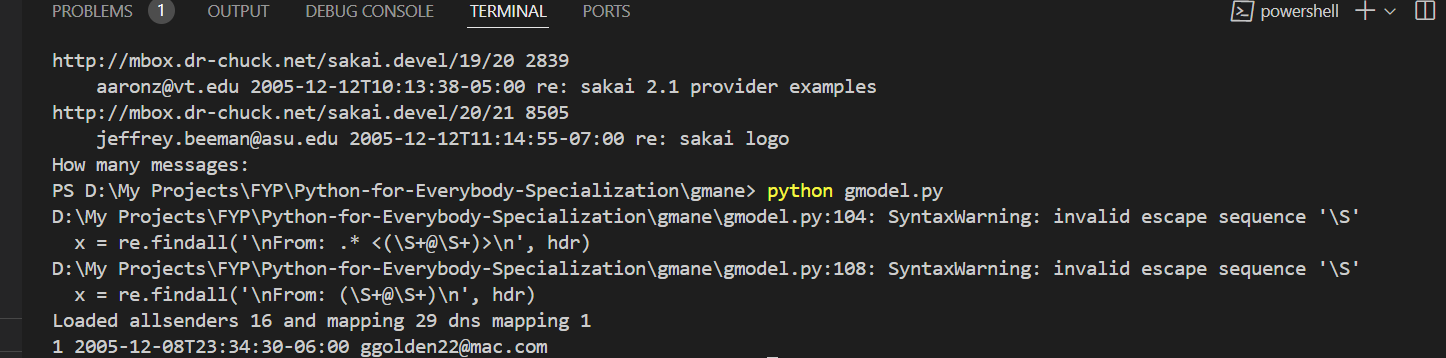 PROBLEMS 1 OUTPUT DEBUG CONSOLE TERMINAL PORTS powershell
http://mbox.dr-chuck.net/sakai.devel/19/20 2839
    aaronz@vt.edu 2005-12-12T10:13:38-05:00 re: sakai 2.1 provider examples
http://mbox.dr-chuck.net/sakai.devel/20/21 8505
    jeffrey.beeman@asu.edu 2005-12-12T11:14:55-07:00 re: sakai logo
How many messages:
PS D:\My Projects\FYP\Python-for-Everybody-Specialization\gmane> python gmodel.py
D:\My Projects\FYP\Python-for-Everybody-Specialization\gmane\gmodel.py:104: SyntaxWarning: invalid escape sequence '\S'
  x = re.findall('\nFrom: .* <(\S+@\S+)>\n', hdr)
D:\My Projects\FYP\Python-for-Everybody-Specialization\gmane\gmodel.py:108: SyntaxWarning: invalid escape sequence '\S'
  x = re.findall('\nFrom: (\S+@\S+)\n', hdr)
Loaded allsenders 16 and mapping 29 dns mapping 1
1 2005-12-08T23:34:30-06:00 ggolden22@mac.com